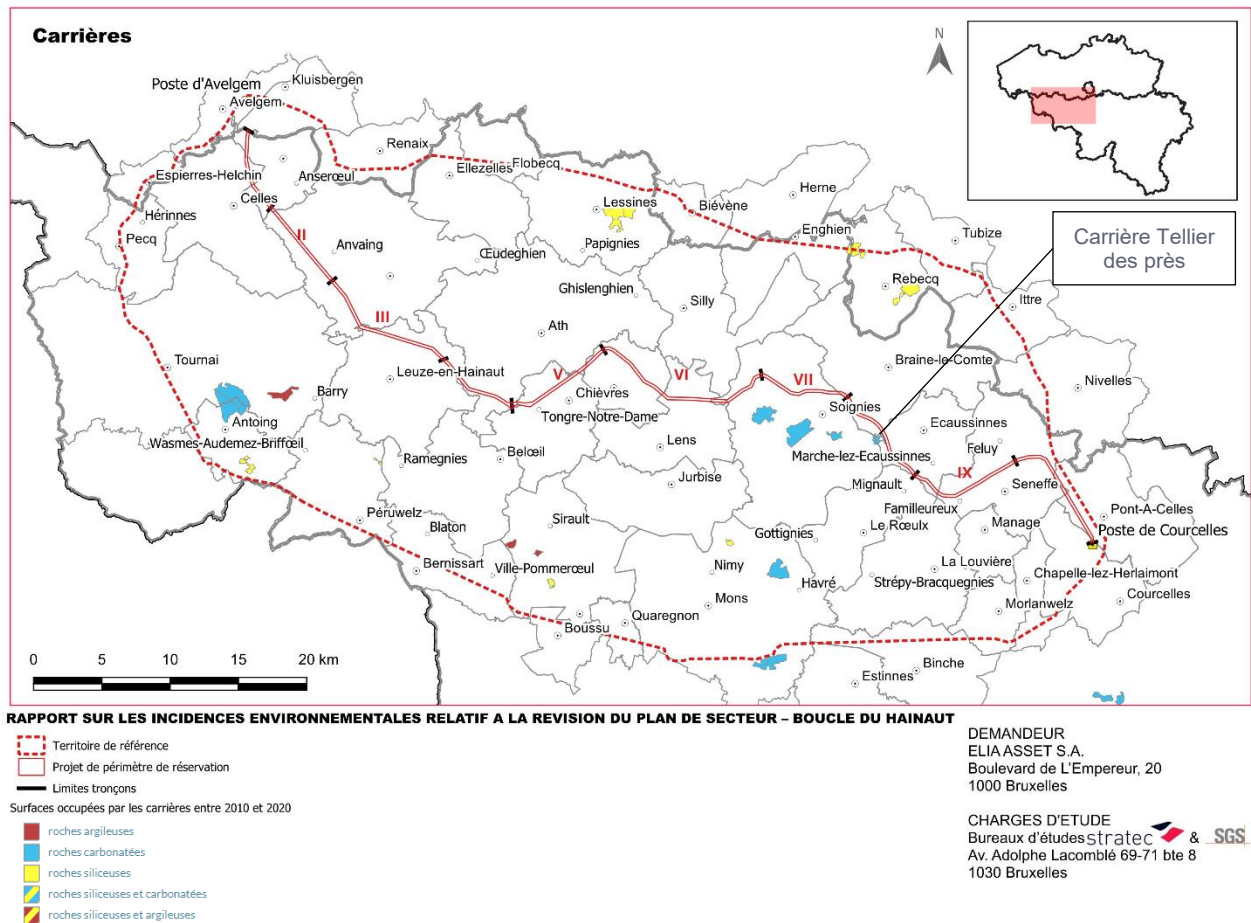 Carrières
N
Kluisbergen
Poste d'Avelgem
Avelgem
Renaix
Ellezelles
Flobecq
Espierres-Helchin
Anserœul
Celles
Hérinnes
Pecq
II
Anvaing
Œudeghien
Lessines
Papignies
Biévène
Herne
Enghien
Tubize
Carrière Tellier
des près
Rebecq
Ghislenghien
Silly
Ittre
III
Ath
Braine-le-Comte
Tournai
Leuze-en-Hainaut
V
VI
VII
Nivelles
Barry
Chièvres
Tongre-Notre-Dame
Soignies
Antoing
Ecaussinnes
Wasmes-Audemez-Briffœil
Lens
Feluy
Marche-lez-Ecaussinnes
Ramegnies
Belœil
IX
Jurbise
Mignault
Seneffe
Familleureux
Péruwelz
Pont-A-Celles
Blaton
Sirault
Gottignies
Le Rœulx
Manage
Poste de Courcelles
Bernissart
Ville-Pommerœul
Nimy
La Louvière
Strépy-Bracquegnies
Chapelle-lez-Herlaimont
Havré
Mons
Courcelles
Quaregnon
Morlanwelz
Boussu
Binche
Estinnes
0 5 10 15 20 km
RAPPORT SUR LES INCIDENCES ENVIRONNEMENTALES RELATIF A LA REVISION DU PLAN DE SECTEUR – BOUCLE DU HAINAUT
Territoire de référence
Projet de périmètre de réservation
Limites tronçons
Surfaces occupées par les carrières entre 2010 et 2020
roches argileuses
roches carbonatées
roches siliceuses
roches siliceuses et carbonatées
roches siliceuses et argileuses
DEMANDEUR
ELIA ASSET S.A.
Boulevard de L'Empereur, 20
1000 Bruxelles
CHARGES D'ETUDE
Bureaux d'études stratec & SGS
Av. Adolphe Lacomblé 69-71 bte 8
1030 Bruxelles